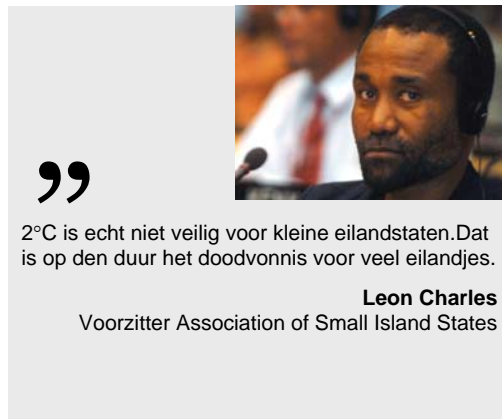 ”
2°C is echt niet veilig voor kleine eilandstaten.Dat
is op den duur het doodvonnis voor veel eilandjes.
Leon Charles
Voorzitter Association of Small Island States